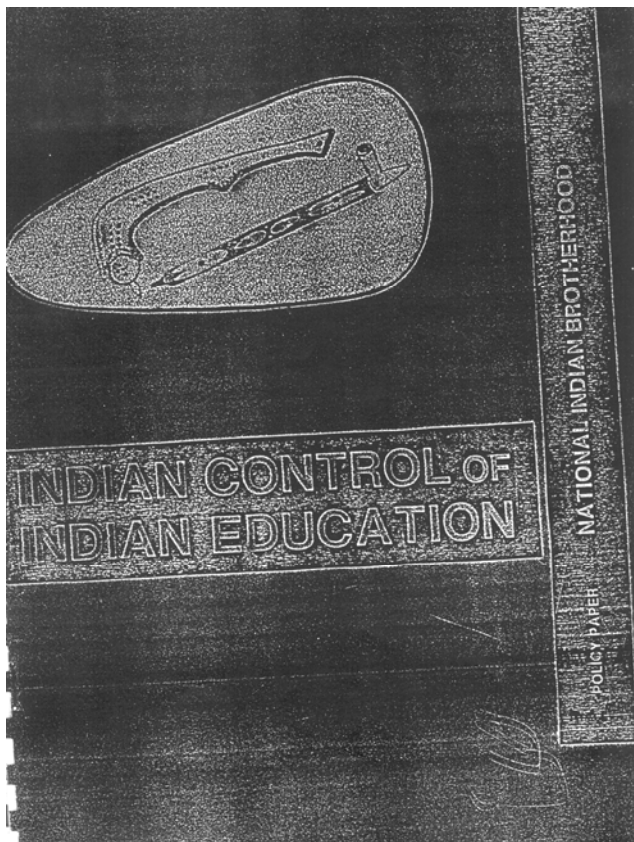 INDIAN CONTROL OF
INDIAN EDUCATION
POLICY PAPER NATIONAL INDIAN BROTHERHOOD